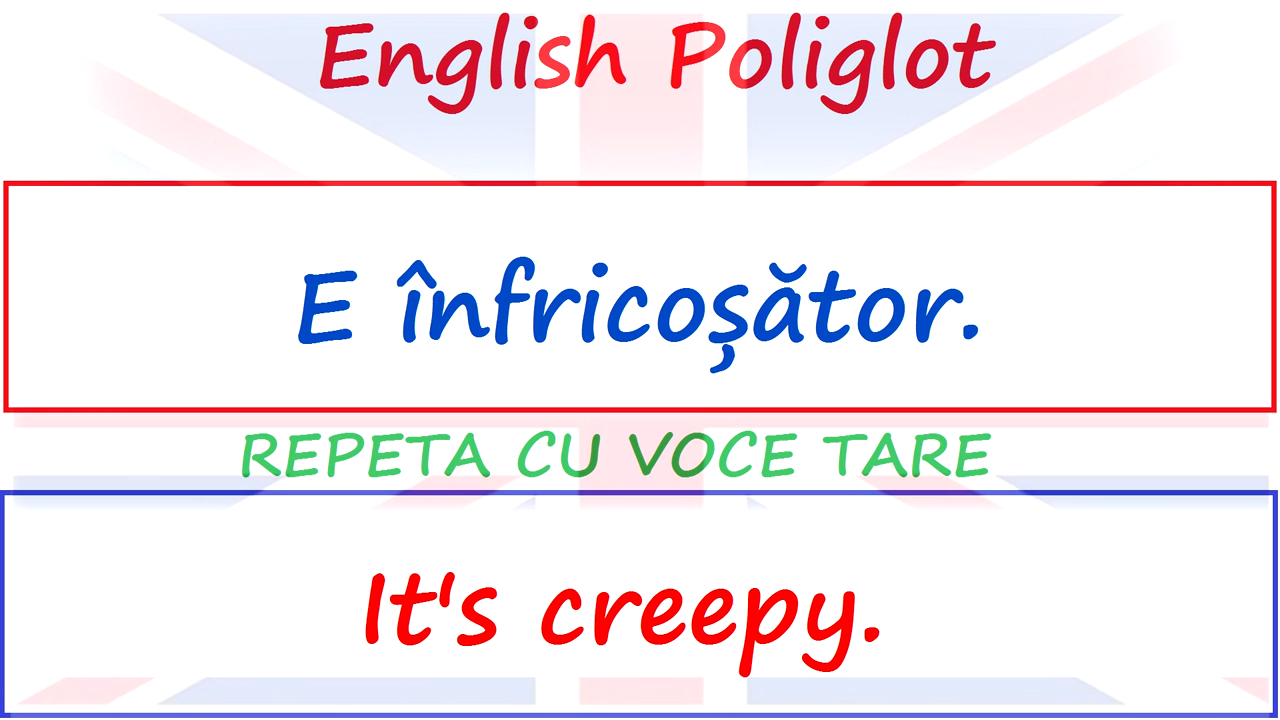 English Poliglot
E înfricoșător.
REPETA CU VOCE TARE
It's creepy.